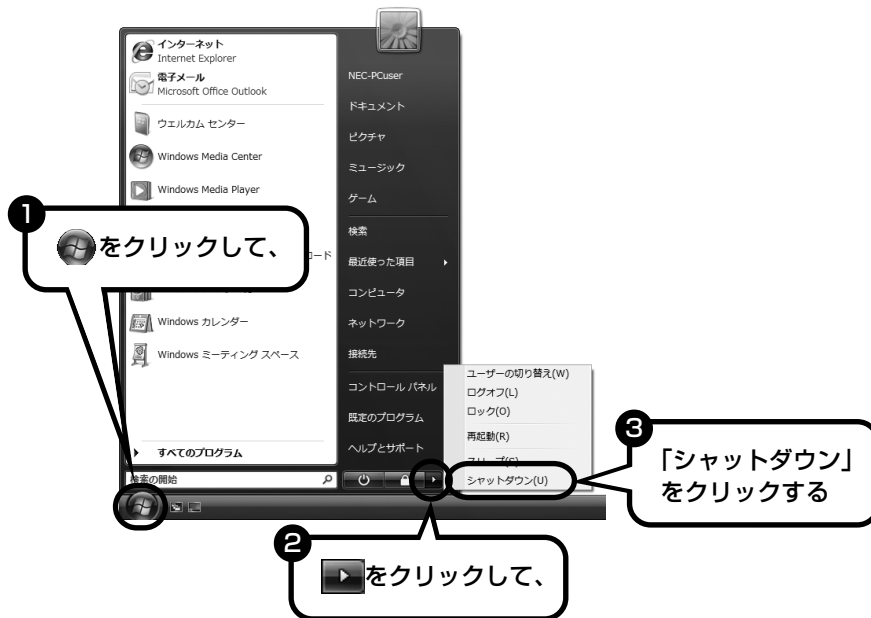 インターネット
Internet Explorer
電子メール
Microsoft Office Outlook
ウェルカム センター
Windows Media Center
Windows Media Player
ード
Windows カレンダー
Windows ミーティング スペース
すべてのプログラム
検索の開始
NEC-PCuser
ドキュメント
ピクチャ
ミュージック
ゲーム
検索
最近使った項目
コンピュータ
ネットワーク
接続先
コントロール パネル
既定のプログラム
ヘルプとサポート
ユーザーの切り替え(W)
ログオフ(L)
ロック(O)
再起動(R)
スリープ(S)
シャットダウン(U)
1
をクリックして、
2
をクリックして、
3
「シャットダウン」
をクリックする